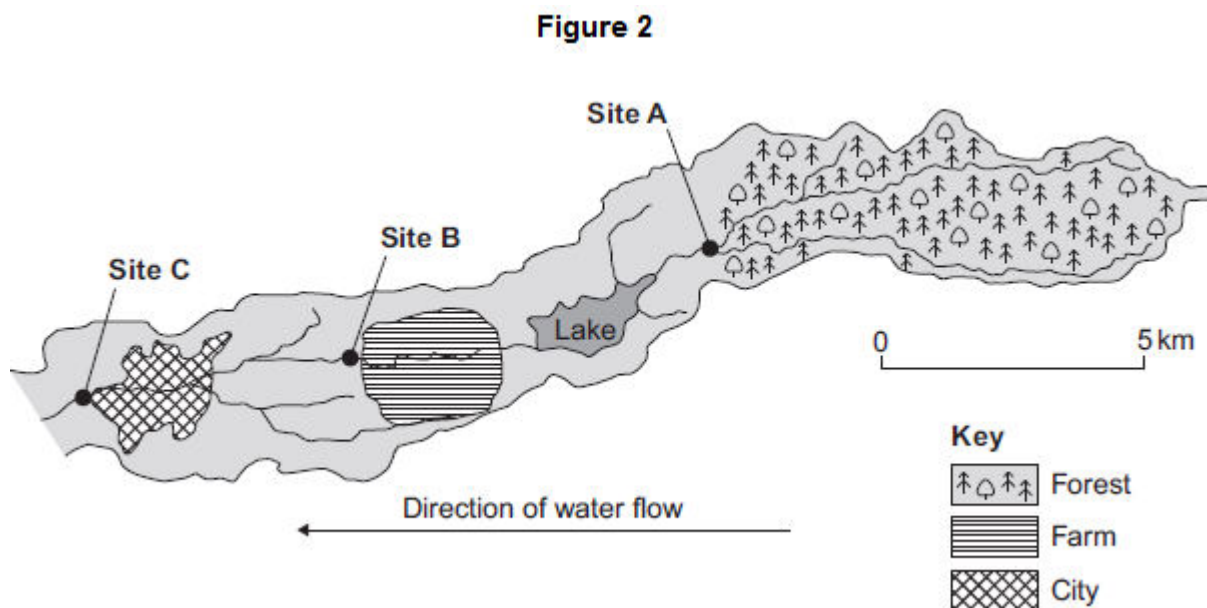 Figure 2
Site A
Site B
Site C
Lake
0 5 km
Direction of water flow
Key
Forest
Farm
City